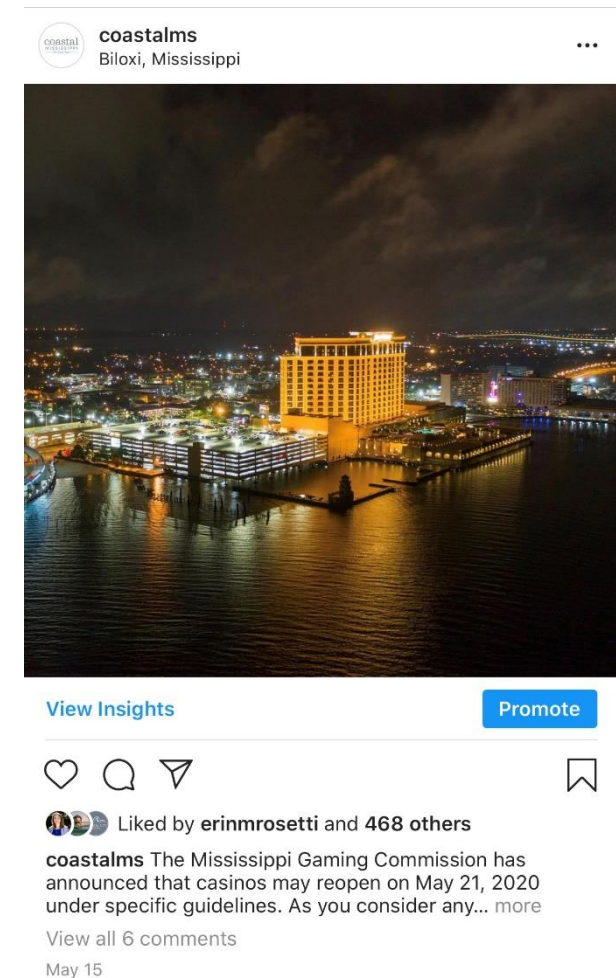 coastal
MISSISSIPPI
coastalms
Biloxi, Mississippi
View Insights
Promote
Liked by erinmrosetti and 468 others
coastalms The Mississippi Gaming Commission has
announced that casinos may reopen on May 21, 2020
under specific guidelines. As you consider any... more
View all 6 comments
May 15